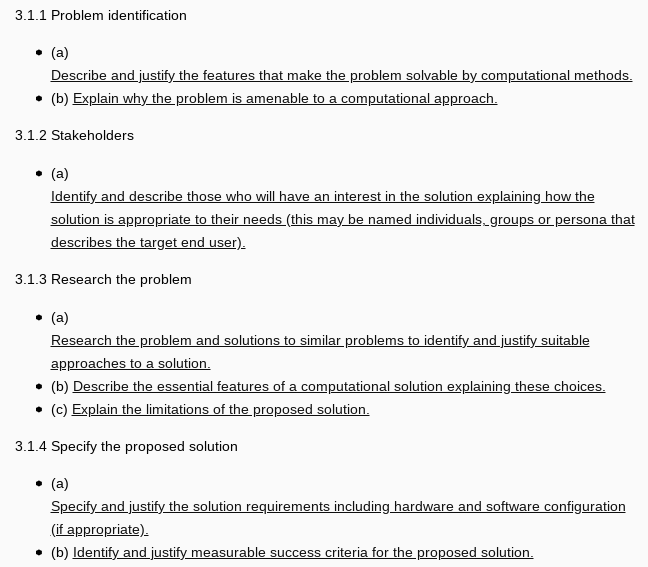 3.1.1 Problem identification
• (a)
Describe and justify the features that make the problem solvable by computational methods.
• (b) Explain why the problem is amenable to a computational approach.
3.1.2 Stakeholders
• (a)
Identify and describe those who will have an interest in the solution explaining how the
solution is appropriate to their needs (this may be named individuals, groups or persona that
describes the target end user).
3.1.3 Research the problem
• (a)
Research the problem and solutions to similar problems to identify and justify suitable
approaches to a solution.
• (b) Describe the essential features of a computational solution explaining these choices.
• (c) Explain the limitations of the proposed solution.
3.1.4 Specify the proposed solution
• (a)
Specify and justify the solution requirements including hardware and software configuration
(if appropriate).
• (b) Identify and justify measurable success criteria for the proposed solution.